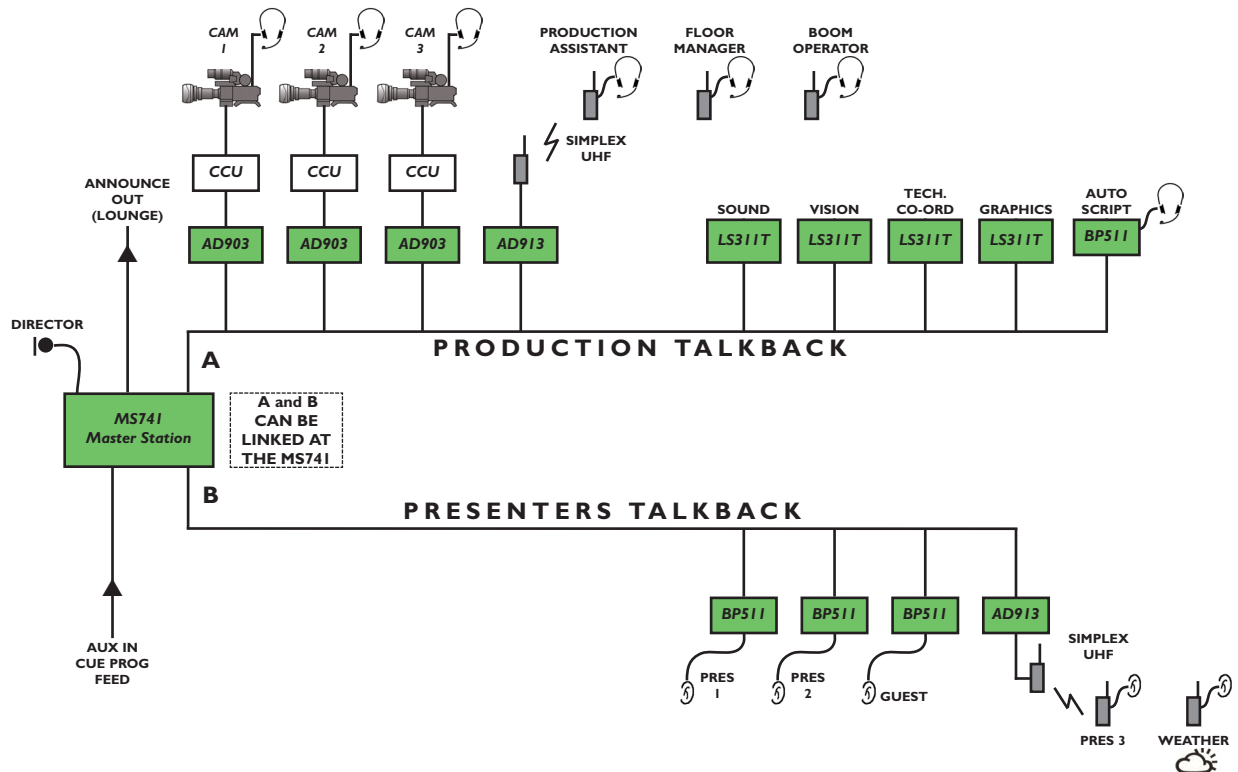 CAM
1
CAM
2
CAM
3
PRODUCTION
ASSISTANT
FLOOR
MANAGER
BOOM
OPERATOR
SIMPLEX
UHF
CCU
CCU
CCU
ANNOUNCE
OUT
(LOUNGE)
AD903
AD903
AD903
AD913
SOUND
LS311T
VISION
LS311T
TECH.
CO-ORD
LS311T
GRAPHICS
LS311T
AUTO
SCRIPT
BP511
DIRECTOR
A
PRODUCTION TALKBACK
MS741
Master Station
A and B
CAN BE
LINKED AT
THE MS741
B
PRESENTERS TALKBACK
AUX IN
CUE PROG
FEED
BP511
BP511
BP511
AD913
PRES
1
PRES
2
GUEST
SIMPLEX
UHF
PRES 3
WEATHER